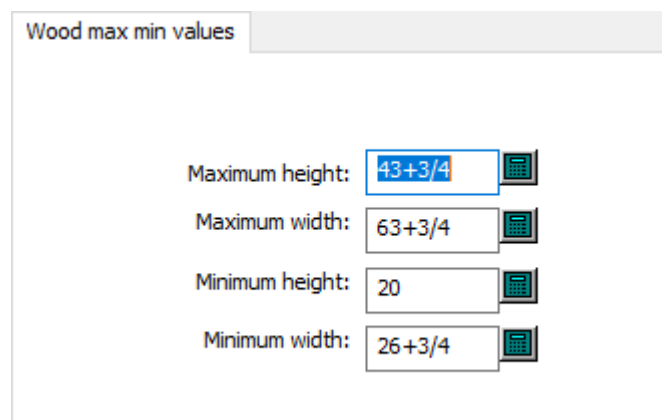 Wood max min values
Maximum height: 43+3/4
Maximum width: 63+3/4
Minimum height: 20
Minimum width: 26+3/4